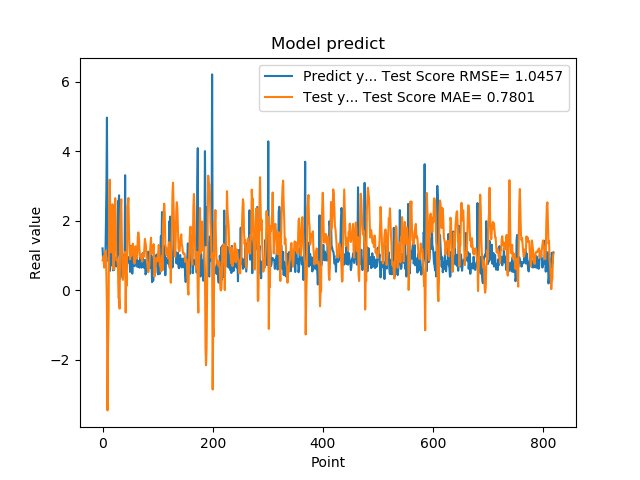 Model predict
Predict y... Test Score RMSE= 1.0457
Test y... Test Score MAE= 0.7801
Real value
6
4
2
0
−2
0 200 400 600 800
Point